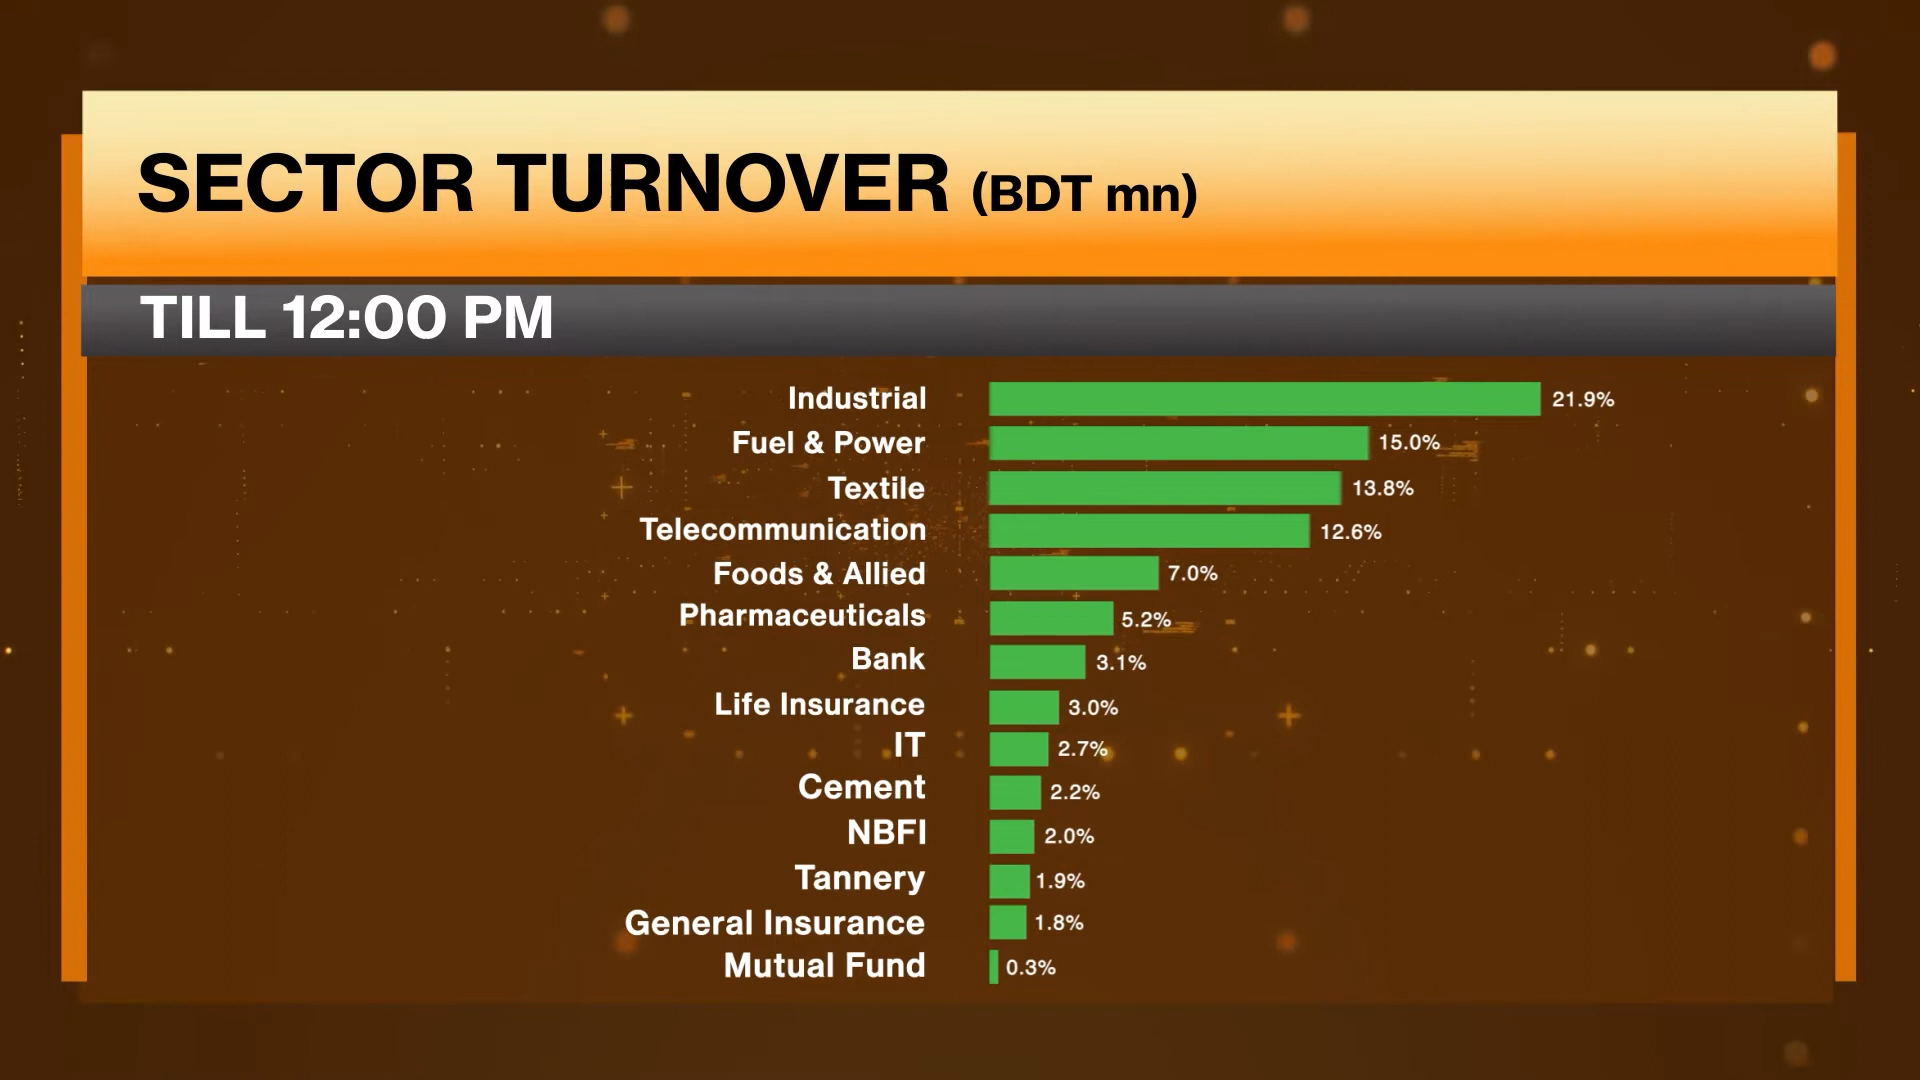 SECTOR TURNOVER (BDT mn)
TILL 12:00 PM
Industrial 21.9%
Fuel & Power 15.0%
Textile 13.8%
Telecommunication 12.6%
Foods & Allied 7.0%
Pharmaceuticals 5.2%
Bank 3.1%
Life Insurance 3.0%
IT 2.7%
Cement 2.2%
NBFI 2.0%
Tannery 1.9%
General Insurance 1.8%
Mutual Fund 0.3%